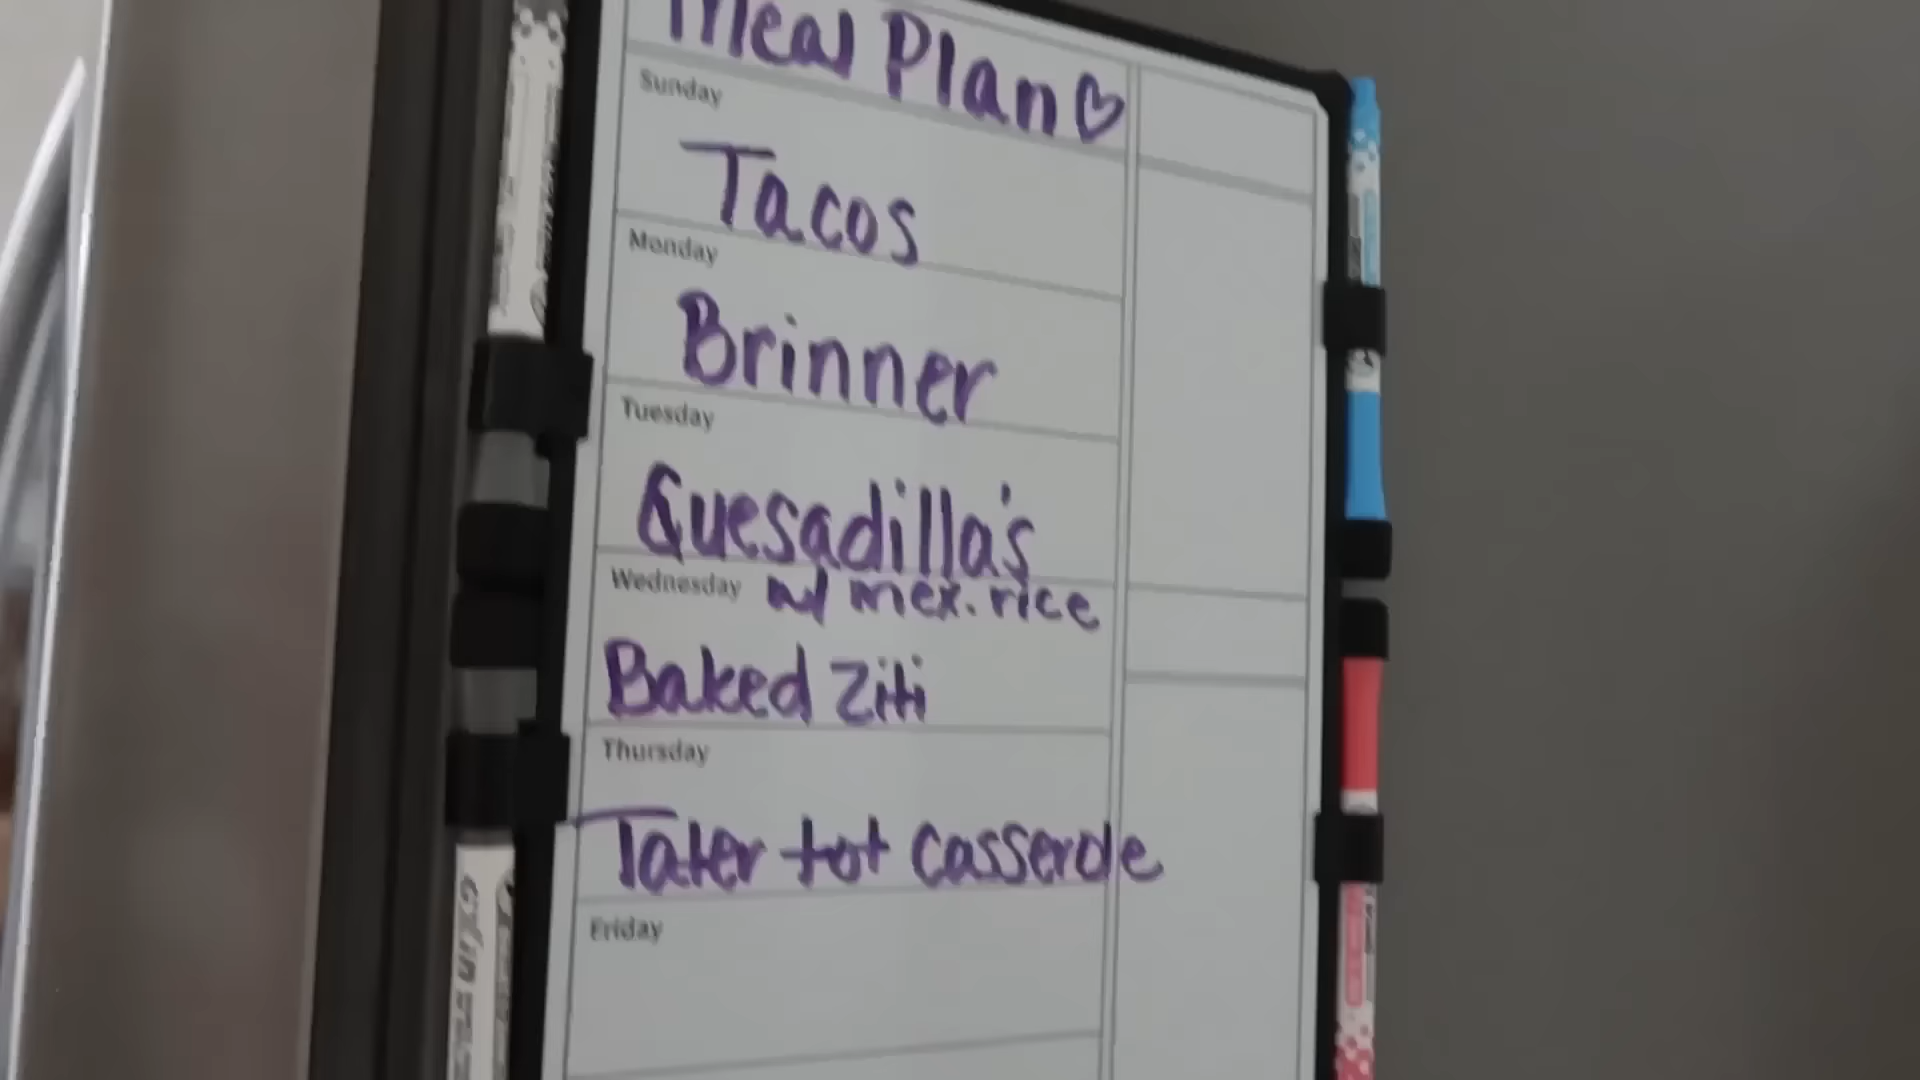 Meal Plan
Sunday
Tacos
Monday
Brinner
Tuesday
Quesadilla's
w/ mex. rice
Wednesday
Baked Ziti
Thursday
Tater tot casserole
Friday